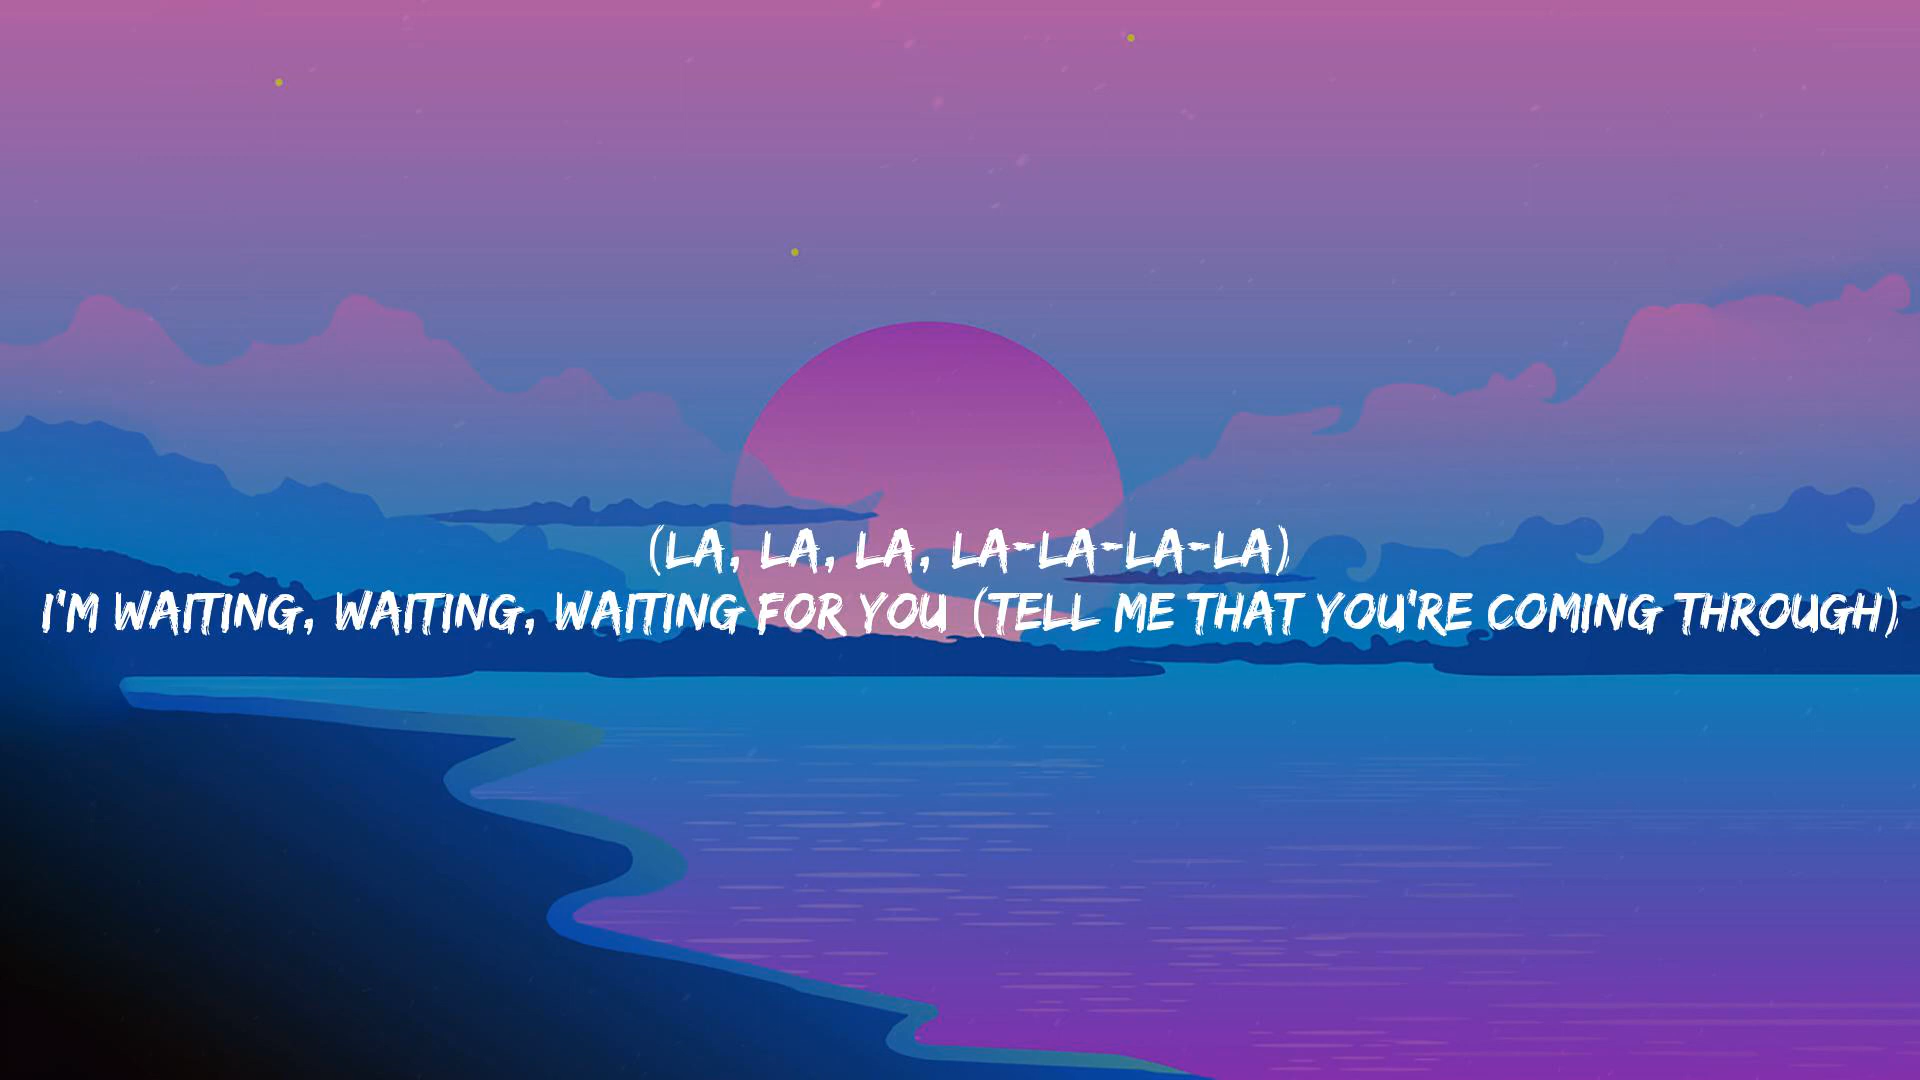 (LA, LA, LA, LA-LA-LA-LA)
I'M WAITING, WAITING, WAITING FOR YOU (TELL ME THAT YOU'RE COMING THROUGH)